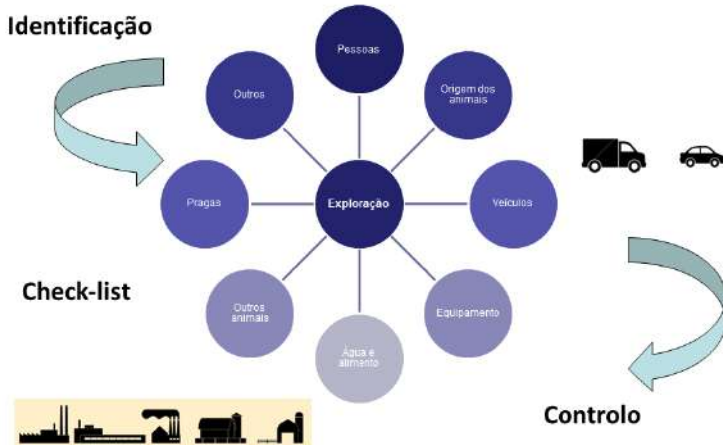 Identificação
Pessoas
Outros
Origem dos
animais
Pragas
Exploração
Veículos
Check-list
Outros
animais
Equipamento
Água e
alimento
Controlo